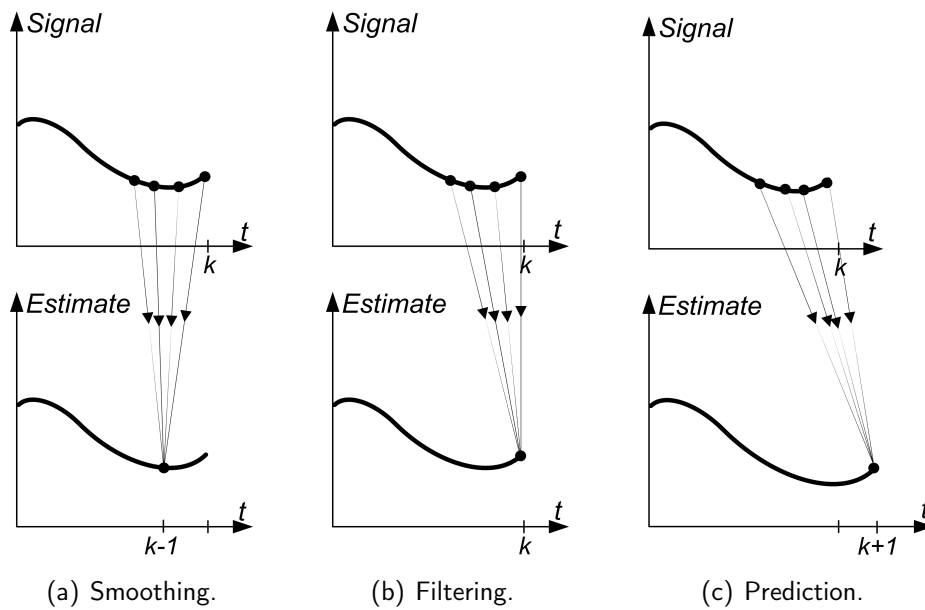 Signal
Signal
Signal
t
t
t
k
k
k
Estimate
Estimate
Estimate
t
t
t
k-1
k
k+1
(a) Smoothing.
(b) Filtering.
(c) Prediction.